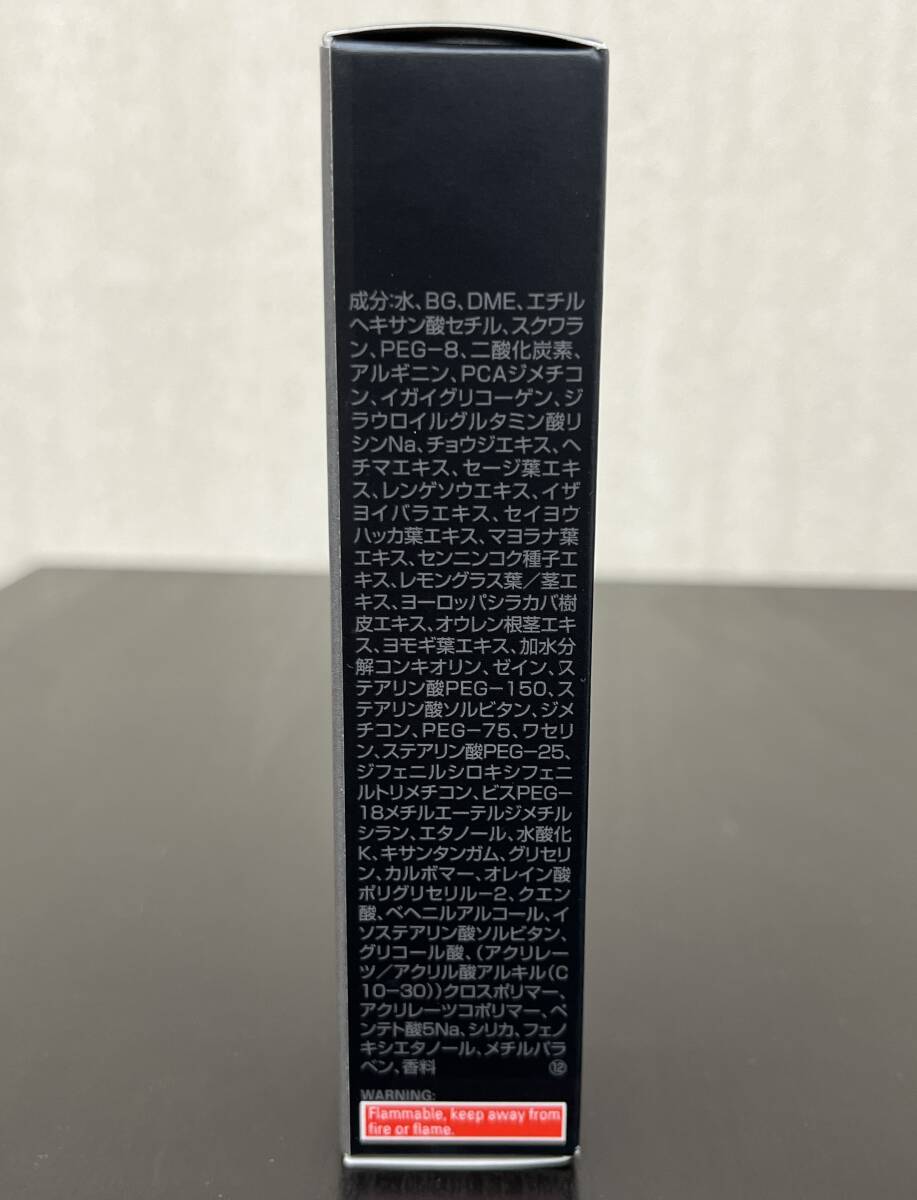 成分:水、BG、DME、エチル
ヘキサン酸セチル、スクワラ
ン、PEG−8、二酸化炭素、
アルギニン、PCAジメチコ
ン、イガイグリコーゲン、ジ
ラウロイルグルタミン酸リ
シンNa、チョウジエキス、ヘ
チマエキス、セージ葉エキ
ス、レンゲソウエキス、イザ
ヨイバラエキス、セイヨウ
ハッカ葉エキス、マヨラナ葉
エキス、センニンコク種子エ
キス、レモングラス葉/茎エ
キス、ヨーロッパシラカバ樹
皮エキス、オウレン根茎エキ
ス、ヨモギ葉エキス、加水分
解コンキオリン、ゼイン、ス
テアリン酸PEG−150、ス
テアリン酸ソルビタン、ジメ
チコン、PEG−75、ワセリ
ン、ステアリン酸PEG−25、
ジフェニルシロキシフェニ
ルトリメチコン、ビスPEG−
18メチルエーテルジメチル
シラン、エタノール、水酸化
K、キサンタンガム、グリセリ
ン、カルボマー、オレイン酸
ポリグリセリル−2、クエン
酸、ベヘニルアルコール、イ
ソステアリン酸ソルビタン、
グリコール酸、(アクリレー
ツ/アクリル酸アルキル(C
10−30))クロスポリマー、
アクリレーツコポリマー、ペ
ンテト酸5Na、シリカ、フェノ
キシエタノール、メチルパラ
ベン、香料 ⑫
WARNING:
Flammable, keep away from
fire or flame.